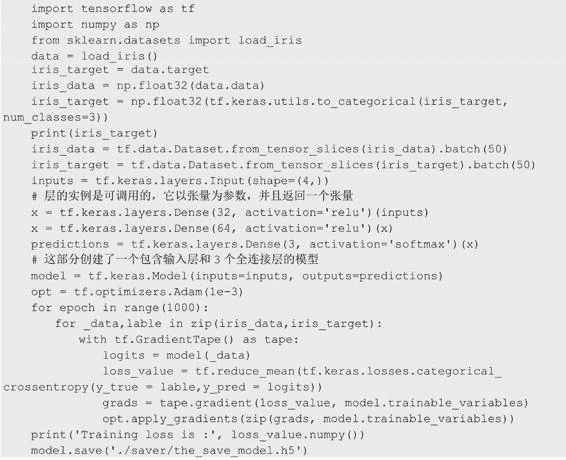 import tensorflow as tf
import numpy as np
from sklearn.datasets import load_iris
data = load_iris()
iris_target = data.target
iris_data = np.float32(data.data)
iris_target = np.float32(tf.keras.utils.to_categorical(iris_target,
num_classes=3))
print(iris_target)
iris_data = tf.data.Dataset.from_tensor_slices(iris_data).batch(50)
iris_target = tf.data.Dataset.from_tensor_slices(iris_target).batch(50)
inputs = tf.keras.layers.Input(shape=(4,))
# 层的实例是可调用的，它以张量为参数，并且返回一个张量
x = tf.keras.layers.Dense(32, activation='relu')(inputs)
x = tf.keras.layers.Dense(64, activation='relu')(x)
predictions = tf.keras.layers.Dense(3, activation='softmax')(x)
# 这部分创建了一个包含输入层和 3 个全连接层的模型
model = tf.keras.Model(inputs=inputs, outputs=predictions)
opt = tf.optimizers.Adam(1e-3)
for epoch in range(1000):
for _data,lable in zip(iris_data,iris_target):
with tf.GradientTape() as tape:
logits = model(_data)
loss_value = tf.reduce_mean(tf.keras.losses.categorical_
crossentropy(y_true = lable,y_pred = logits))
grads = tape.gradient(loss_value, model.trainable_variables)
opt.apply_gradients(zip(grads, model.trainable_variables))
print('Training loss is :', loss_value.numpy())
model.save('./saver/the_save_model.h5')